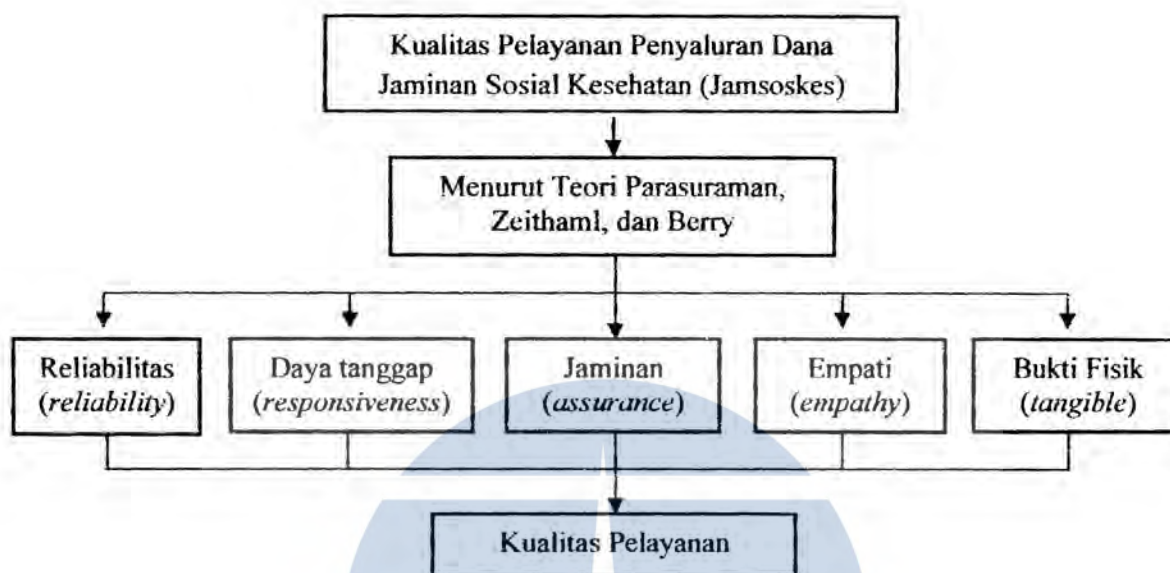 Kualitas Pelayanan Penyaluran Dana
Jaminan Sosial Kesehatan (Jamsoskes)
Menurut Teori Parasuraman,
Zeithaml, dan Berry
Reliabilitas
(reliability)
Daya tanggap
(responsiveness)
Jaminan
(assurance)
Empati
(empathy)
Bukti Fisik
(tangible)
Kualitas Pelayanan